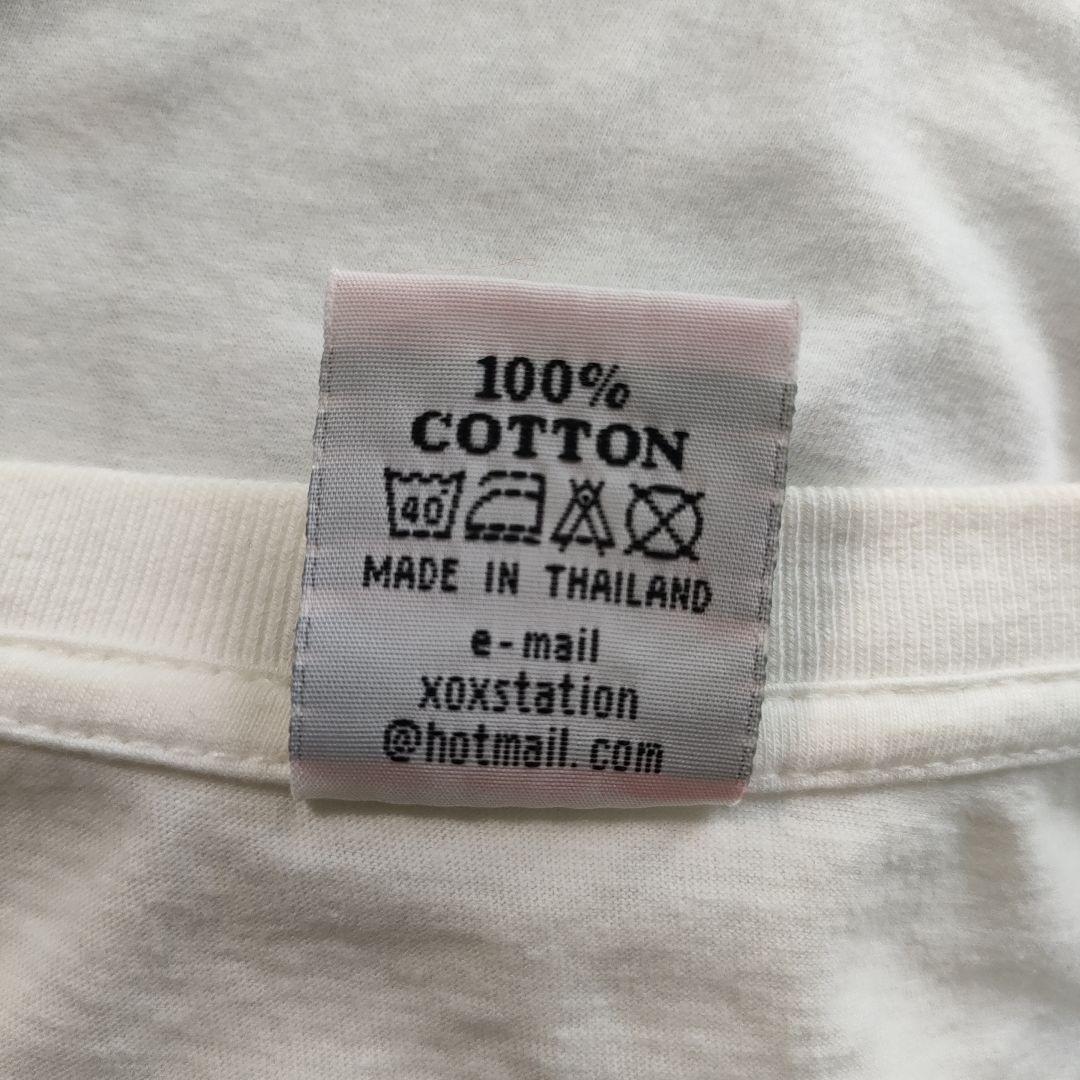 100%
COTTON
40
MADE IN THAILAND
e-mail
xoxstation
@hotmail.com